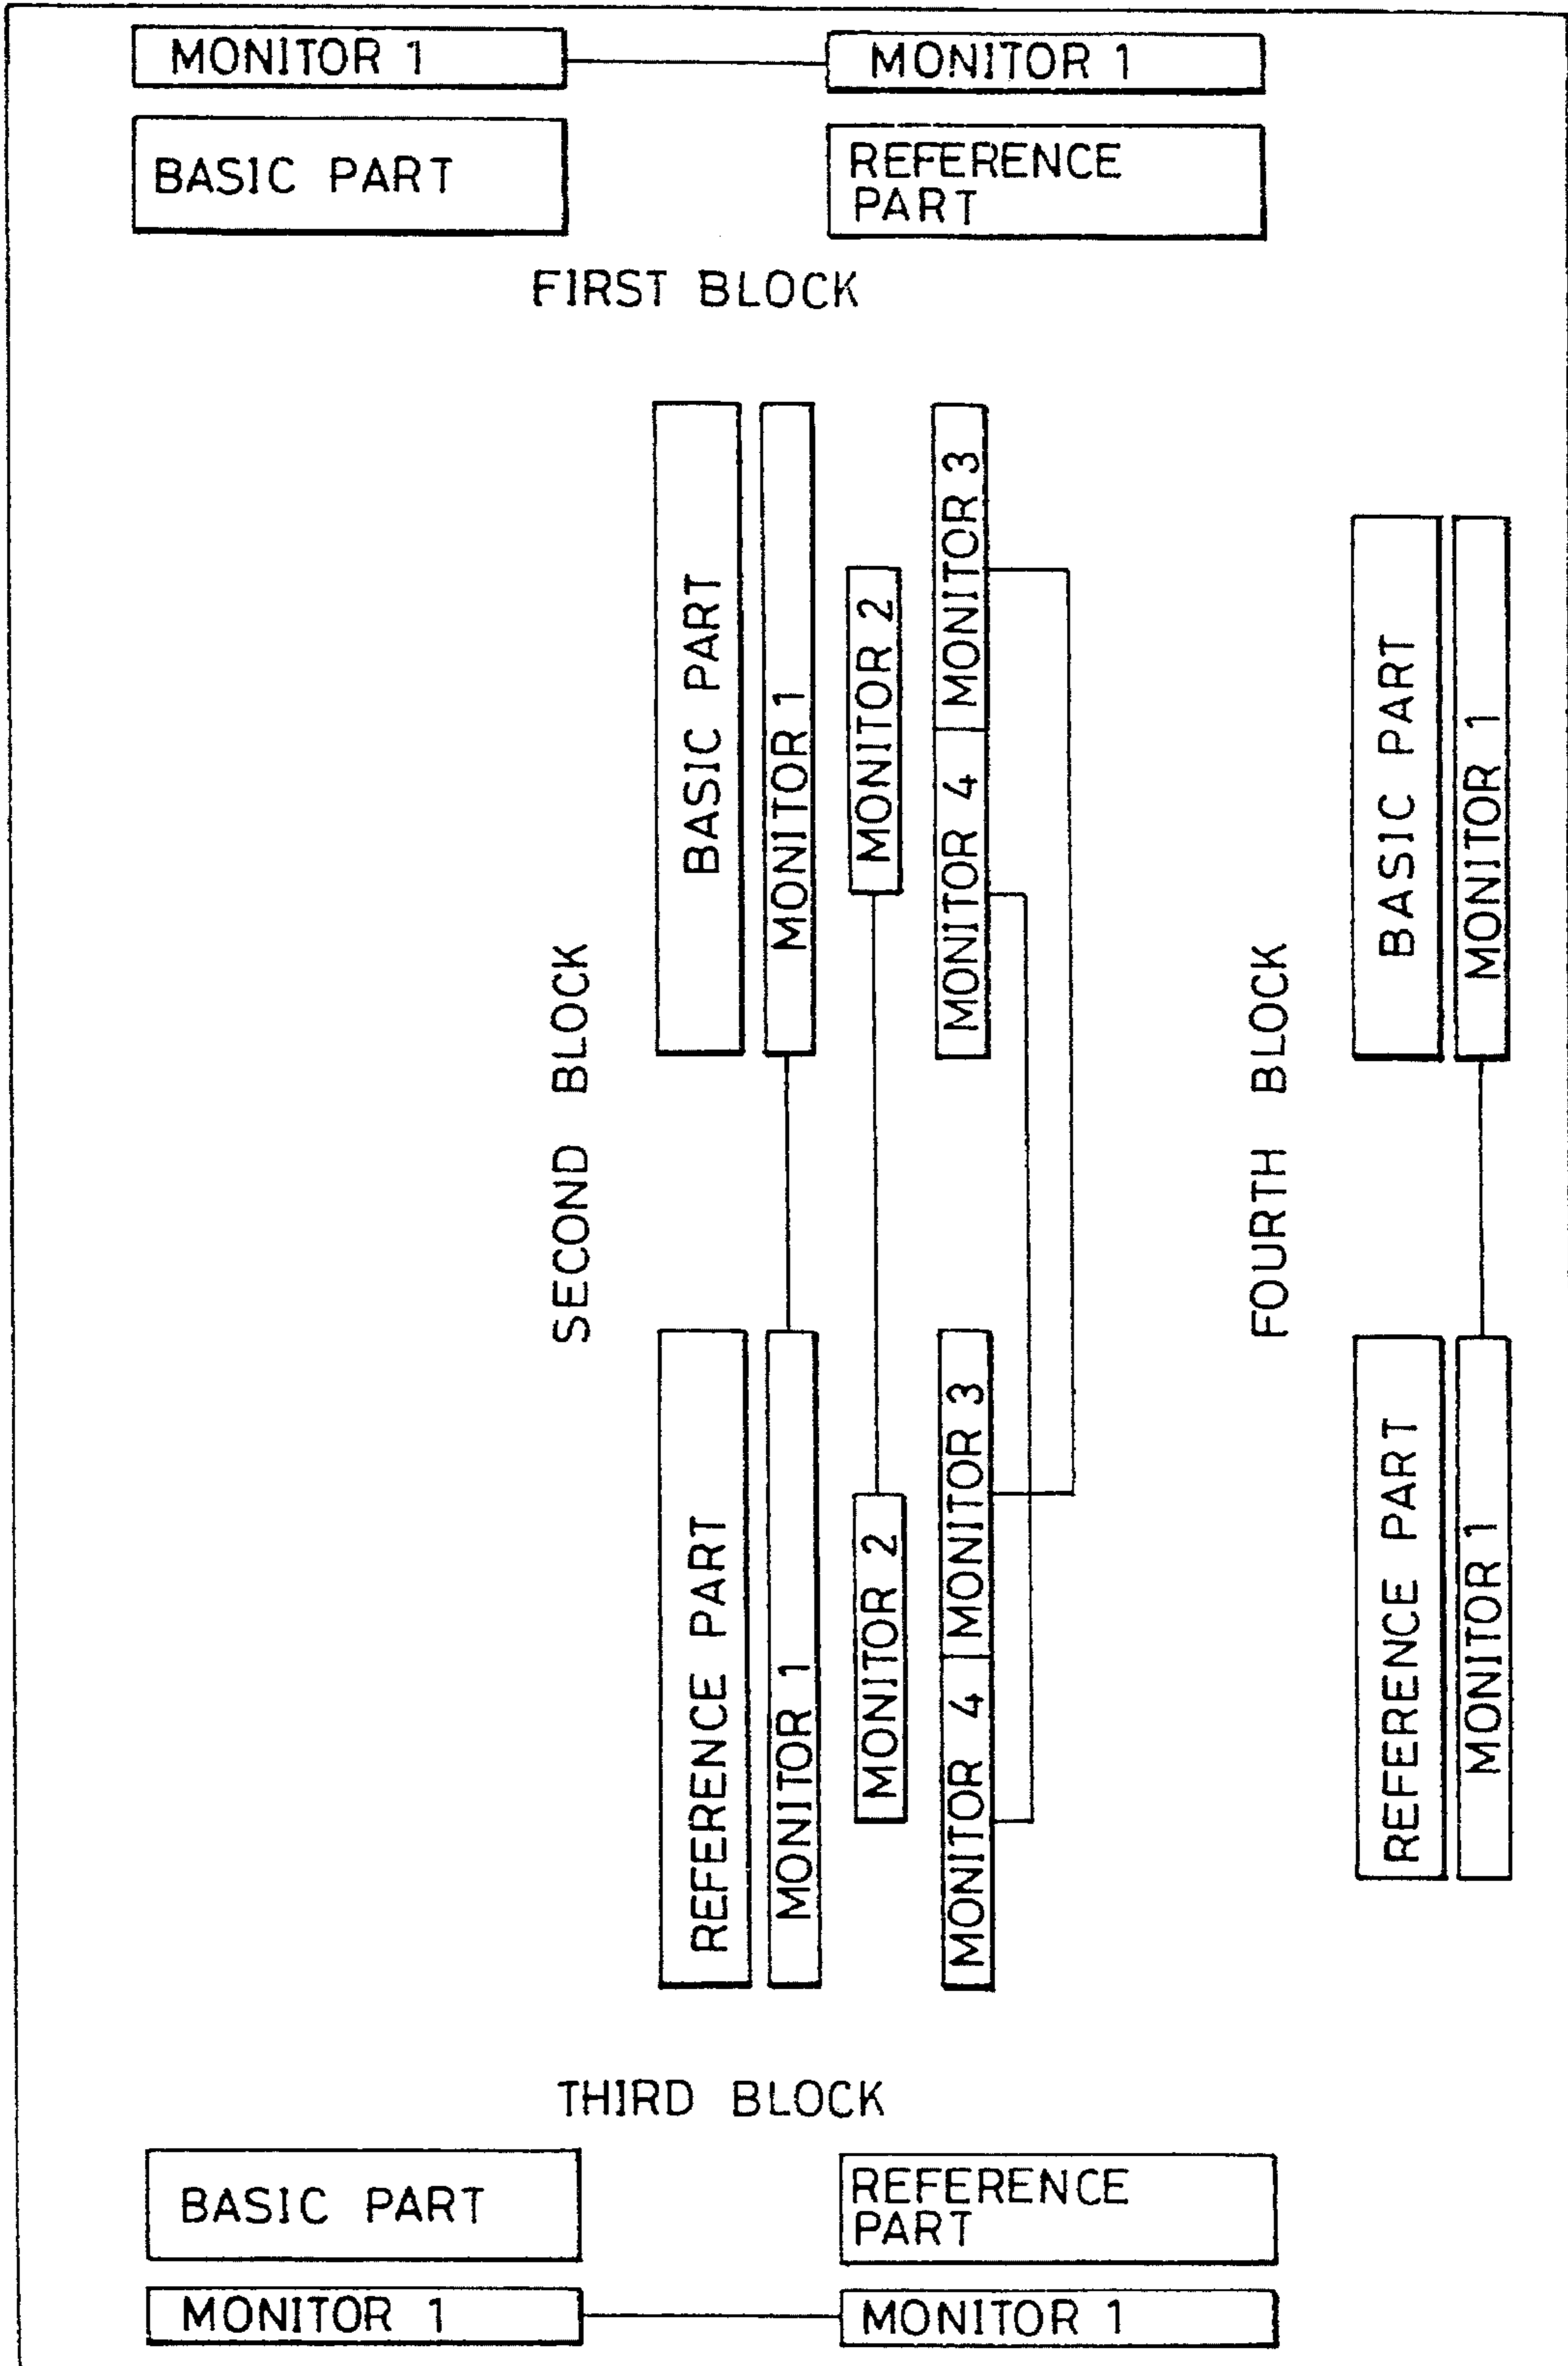 MONITOR 1
MONITOR 1
BASIC PART
REFERENCE
PART
FIRST BLOCK
SECOND BLOCK
BASIC PART
MONITOR 1
MONITOR 2
MONITOR 4
MONITOR 3
REFERENCE PART
MONITOR 1
MONITOR 2
MONITOR 4
MONITOR 3
FOURTH BLOCK
BASIC PART
MONITOR 1
REFERENCE PART
MONITOR 1
THIRD BLOCK
BASIC PART
REFERENCE
PART
MONITOR 1
MONITOR 1